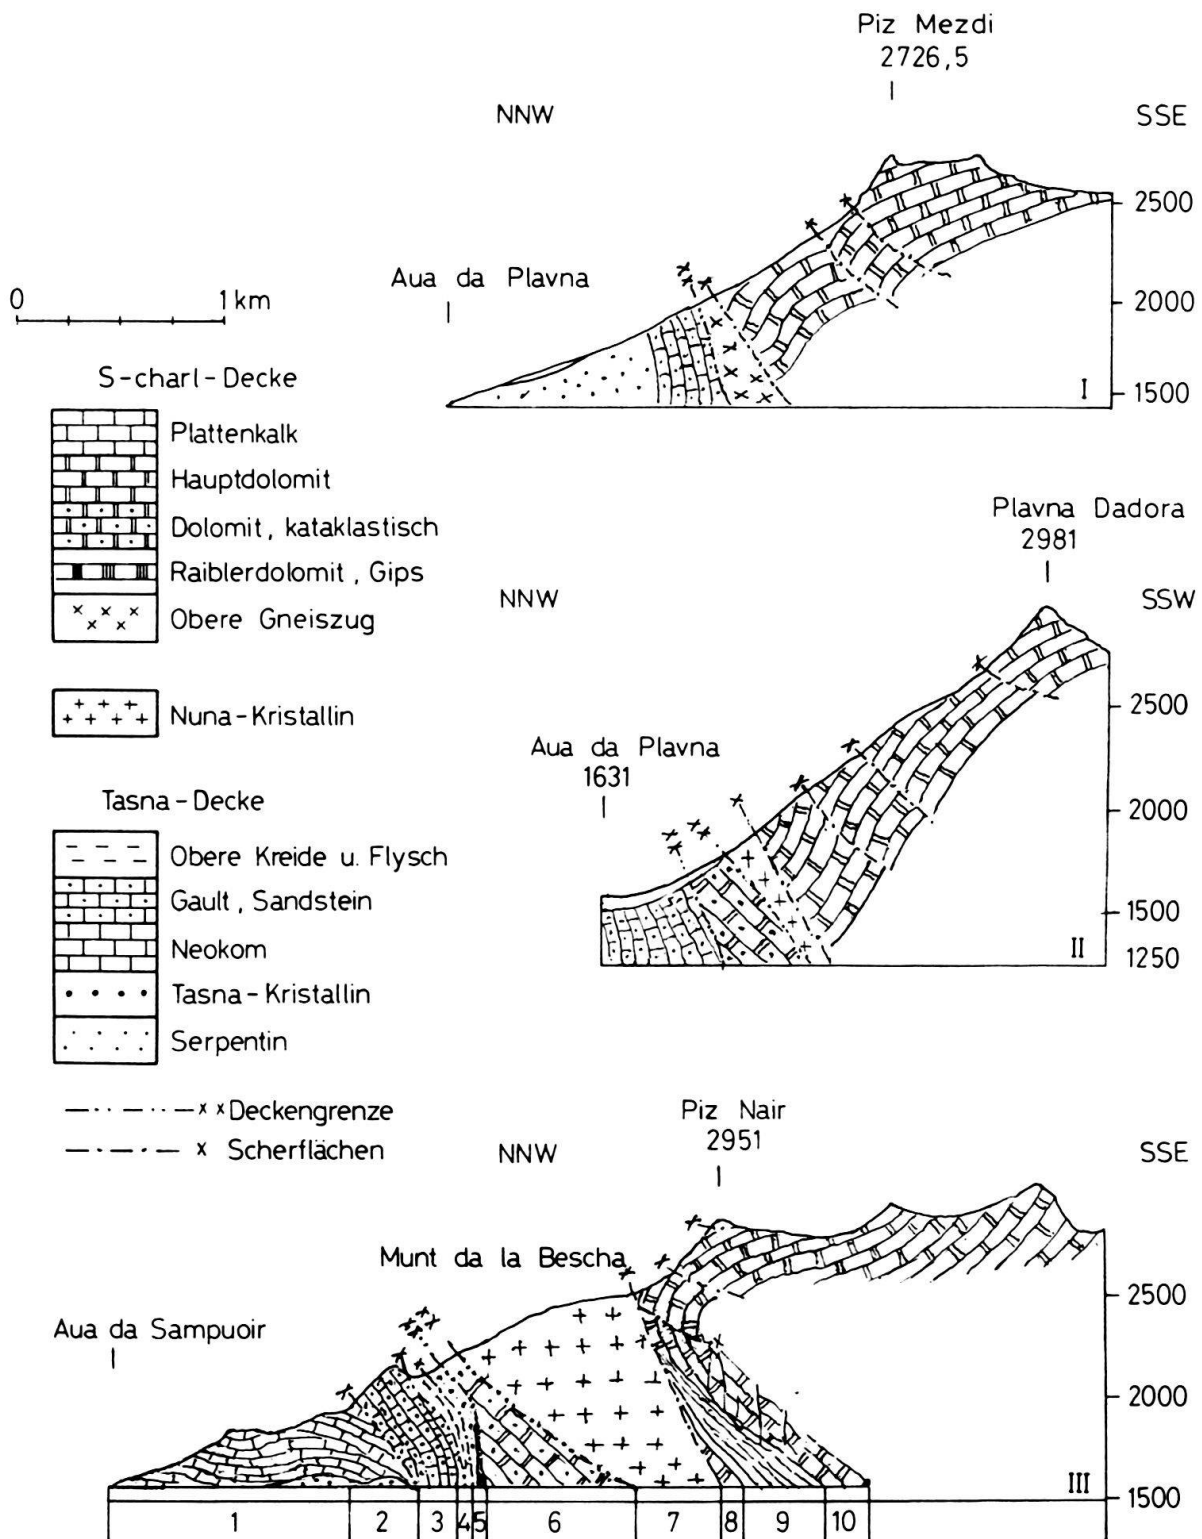 Piz Mezdi
2726,5
NNW
SSE
2500
Aua da Plavna
0 1km
2000
1500
I
S-charl-Decke
Plattenkalk
Hauptdolomit
Dolomit, kataklastisch
Raiblerdolomit, Gips
Obere Gneiszug
Nuna-Kristallin
Tasna-Decke
Obere Kreide u. Flysch
Gault, Sandstein
Neokom
Tasna-Kristallin
Serpentin
Deckengrenze
Scherflächen
Plavna Dadora
2981
NNW
SSW
2500
Aua da Plavna
1631
2000
1500
1250
II
Piz Nair
2951
NNW
SSE
Munt da la Bescha
2500
Aua da Sampuoir
2000
III
1500
1 2 3 4 5 6 7 8 9 10